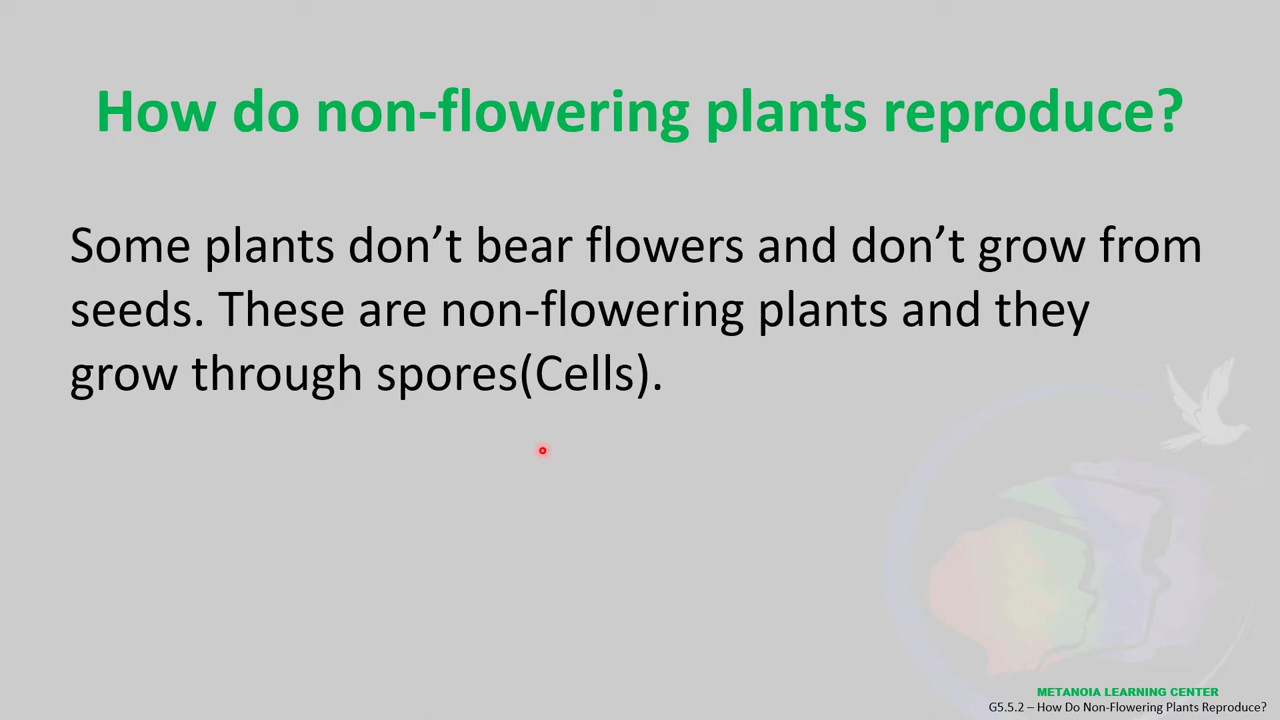 How do non-flowering plants reproduce?
Some plants don’t bear flowers and don’t grow from
seeds. These are non-flowering plants and they
grow through spores(Cells).
METANOIA LEARNING CENTER
G5.5.2 – How Do Non-Flowering Plants Reproduce?